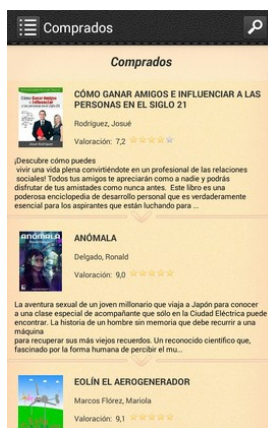 Comprados
Comprados
CÓMO GANAR AMIGOS E INFLUENCIAR A LAS
PERSONAS EN EL SIGLO 21
Rodriguez, Josué
Valoración: 7,2
¡Descubre cómo puedes
vivir una vida plena convirtiéndote en un profesional de las relaciones
sociales! Todos tus amigos te apreciarán como a nadie y podrás
disfrutar de tus amistades como nunca antes. Este libro es una
poderosa enciclopedia de desarrollo personal que es verdaderamente
esencial para los aspirantes que están luchando para ...
ANÓMALA
ANÓMALA
Delgado, Ronald
Valoración: 9,0
La aventura sexual de un joven millonario que viaja a Japón para conocer
a una clase especial de acompañante que sólo en la Ciudad Eléctrica puede
encontrar. La historia de un hombre sin memoria que debe recurrir a una
máquina
para recuperar sus más viejos recuerdos. Un reconocido científico que,
fascinado por la forma humana de percibir el mu...
EOLÍN EL AEROGENERADOR
Marcos Flórez, Mariola
Valoración: 9,1